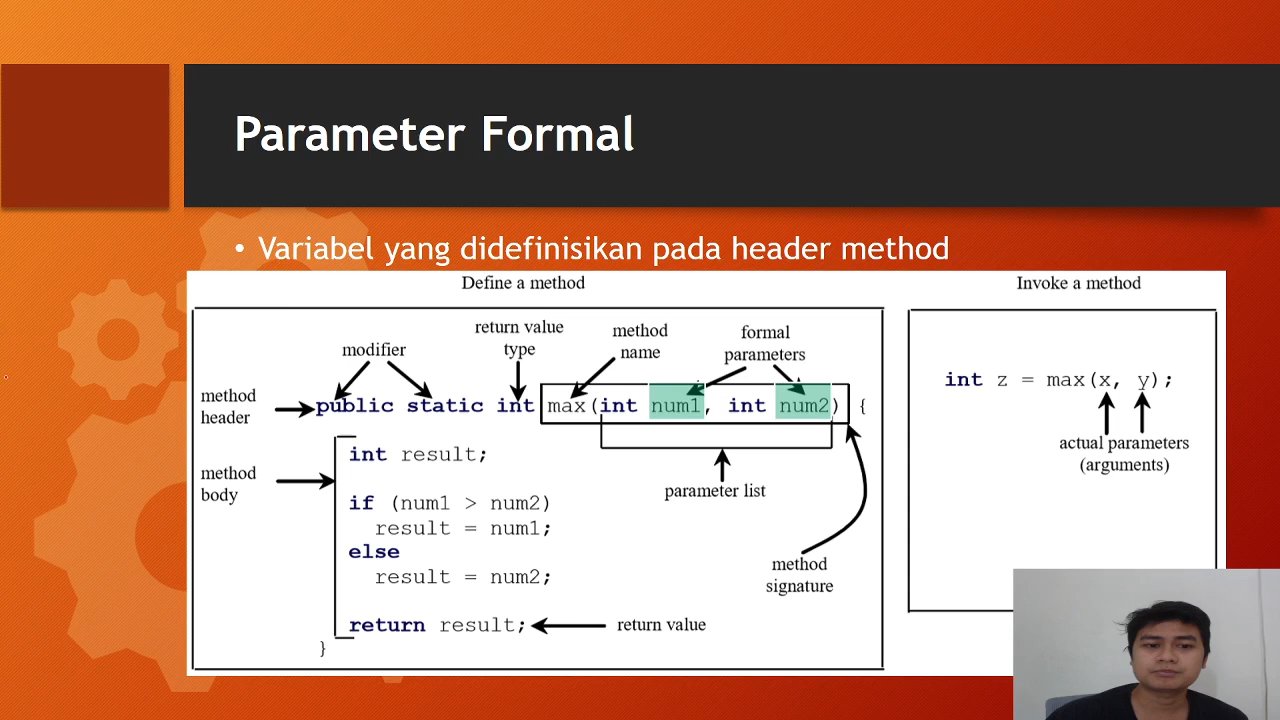 Parameter Formal
• Variabel yang didefinisikan pada header method
Define a method
modifier
return value
type
method
name
formal
parameters
method
header
public static int max(int num1, int num2) {
method
body
int result;
if (num1 > num2)
result = num1;
else
result = num2;
return result;
}
parameter list
method
signature
return value
Invoke a method
int z = max(x, y);
actual parameters
(arguments)